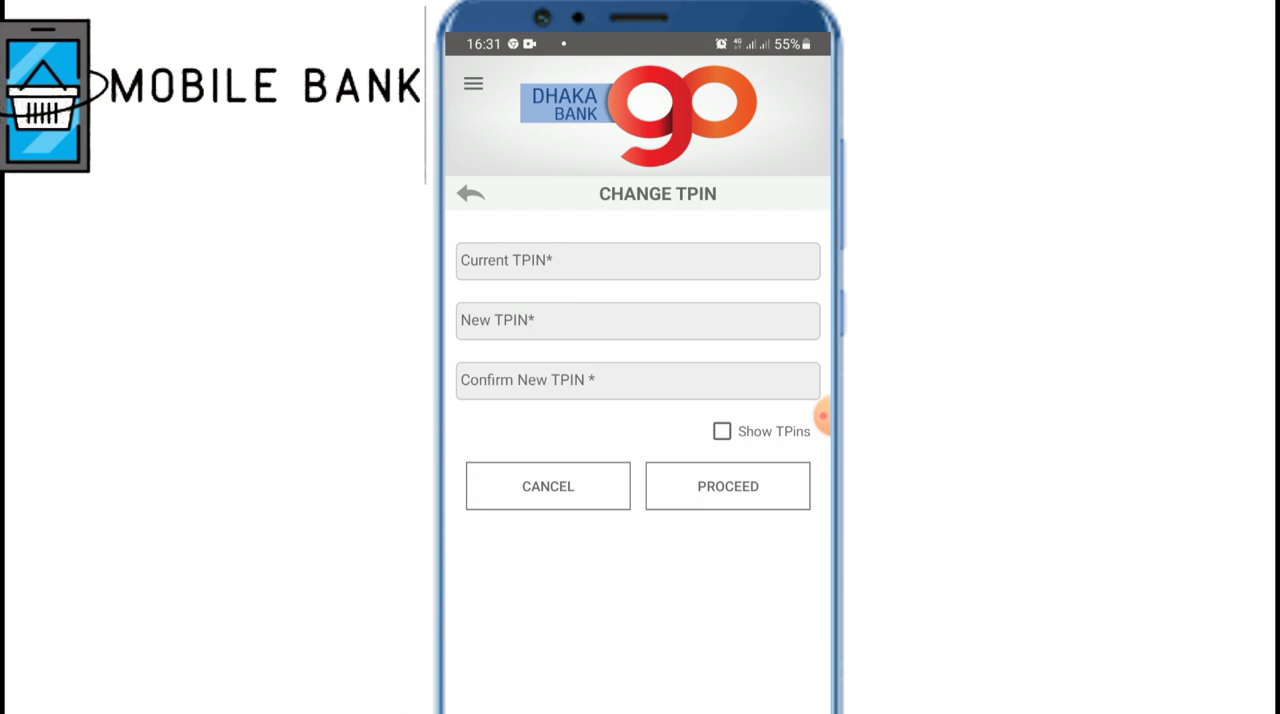 MOBILE BANK
16:31
4G
55%
DHAKA
BANK
go
CHANGE TPIN
Current TPIN*
New TPIN*
Confirm New TPIN *
Show TPins
CANCEL
PROCEED